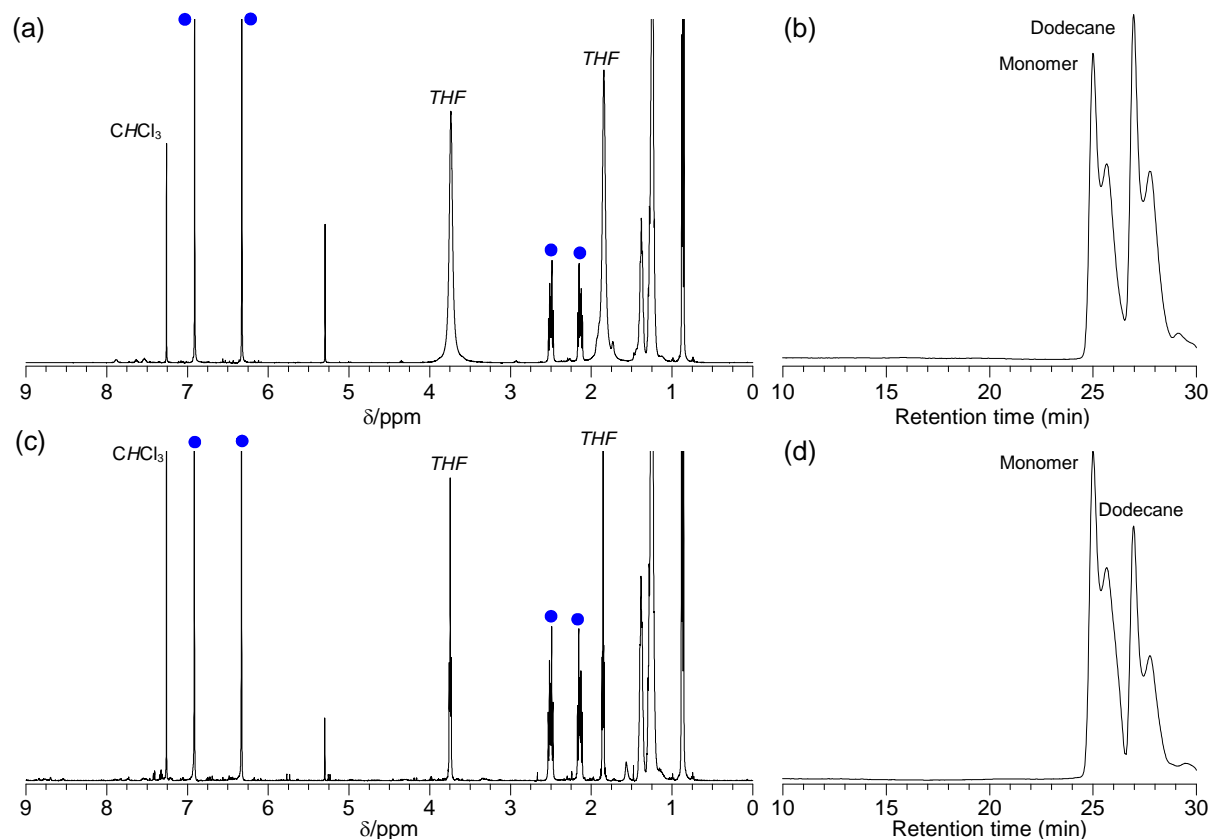 (a)
CHCl₃
THF
THF
9 8 7 6 5 4 3 2 1 0
δ/ppm
(b)
Dodecane
Monomer
10 15 20 25 30
Retention time (min)
(c)
CHCl₃
THF
THF
9 8 7 6 5 4 3 2 1 0
δ/ppm
(d)
Monomer
Dodecane
10 15 20 25 30
Retention time (min)